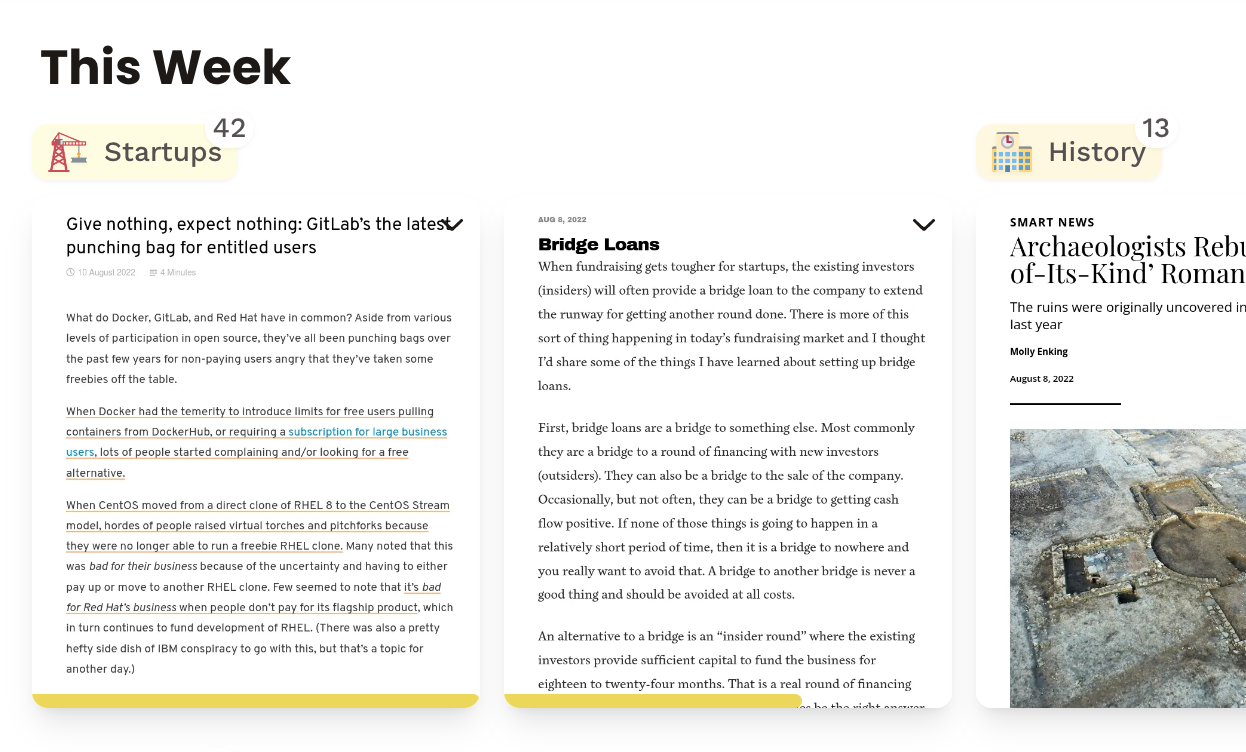 This Week
Startups
42
Give nothing, expect nothing: GitLab's the latest
punching bag for entitled users
10 August 2022 4 Minutes
What do Docker, GitLab, and Red Hat have in common? Aside from various
levels of participation in open source, they've all been punching bags over
the past few years for non-paying users angry that they've taken some
freebies off the table.
When Docker had the temerity to introduce limits for free users pulling
containers from DockerHub, or requiring a subscription for large business
users, lots of people started complaining and/or looking for a free
alternative.
When CentOS moved from a direct clone of RHEL 8 to the CentOS Stream
model, hordes of people raised virtual torches and pitchforks because
they were no longer able to run a freebie RHEL clone. Many noted that this
was bad for their business because of the uncertainty and having to either
pay up or move to another RHEL clone. Few seemed to note that it's bad
for Red Hat's business when people don't pay for its flagship product, which
in turn continues to fund development of RHEL. (There was also a pretty
hefty side dish of IBM conspiracy to go with this, but that's a topic for
another day.)
AUG 8, 2022
Bridge Loans
When fundraising gets tougher for startups, the existing investors
(insiders) will often provide a bridge loan to the company to extend
the runway for getting another round done. There is more of this
sort of thing happening in today's fundraising market and I thought
I'd share some of the things I have learned about setting up bridge
loans.
First, bridge loans are a bridge to something else. Most commonly
they are a bridge to a round of financing with new investors
(outsiders). They can also be a bridge to the sale of the company.
Occasionally, but not often, they can be a bridge to getting cash
flow positive. If none of those things is going to happen in a
relatively short period of time, then it is a bridge to nowhere and
you really want to avoid that. A bridge to another bridge is never a
good thing and should be avoided at all costs.
An alternative to a bridge is an “insider round” where the existing
investors provide sufficient capital to fund the business for
eighteen to twenty-four months. That is a real round of financing
be the right answer
History
13
SMART NEWS
Archaeologists Rebu
of-Its-Kind’ Roman
The ruins were originally uncovered in
last year
Molly Enking
August 8, 2022